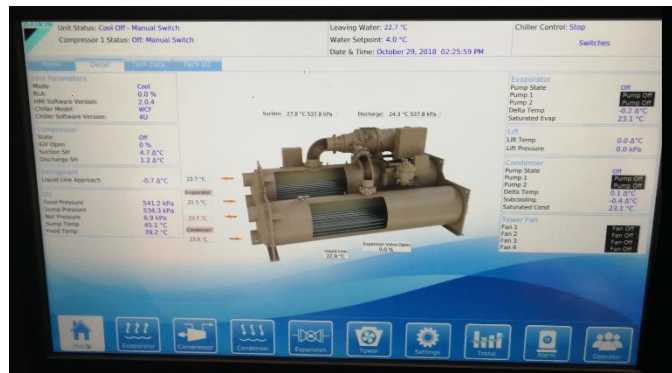 Unit Status: Cool Off - Manual Switch
Compressor 1 Status: Off: Manual Switch
Leaving Water: 22.7 °C
Water Setpoint: 4.0 °C
Date & Time: October 29, 2018 02:25:59 PM
Chiller Control: Stop
Switches
Home Detail Tech Data Tech I/O
Unit Parameters
Mode: Cool
RLA: 0.0 %
HMI Software Version: 2.0.4
Chiller Model: WCF
Chiller Software Version: 4U
Compressor
State Off
IGV Open 0 %
Suction SH 4.7 Δ°C
Discharge SH 1.2 Δ°C
Refrigerant
Liquid Line Approach -0.7 Δ°C
Feed Pressure 541.2 kPa
Sump Pressure 534.3 kPa
Net Pressure 6.9 kPa
Sump Temp 45.1 °C
Feed Temp 39.2 °C
Suction: 27.8 °C 537.8 kPa
Discharge: 24.3 °C 537.8 kPa
22.7 °C
Evaporator
22.5 °C
23.7 °C
Condenser
23.8 °C
Liquid Line:
22.6 °C
Expansion Valve Open:
0.0 %
Evaporator
Pump State Off
Pump 1 Pump Off
Pump 2 Pump Off
Delta Temp -0.2 Δ°C
Saturated Evap 23.1 °C
Lift
Lift Temp 0.0 Δ°C
Lift Pressure 0.0 kPa
Condenser
Pump State Off
Pump 1 Pump Off
Pump 2 Pump Off
Delta Temp 0.1 Δ°C
Subcooling -0.4 Δ°C
Saturated Cond 23.1 °C
Tower Fan
Fan 1 Fan Off
Fan 2 Fan Off
Fan 3 Fan Off
Fan 4 Fan Off
Home
Evaporator
Compressor
Condenser
Expansion
Tower
Settings
Trend
Alarm
Operator